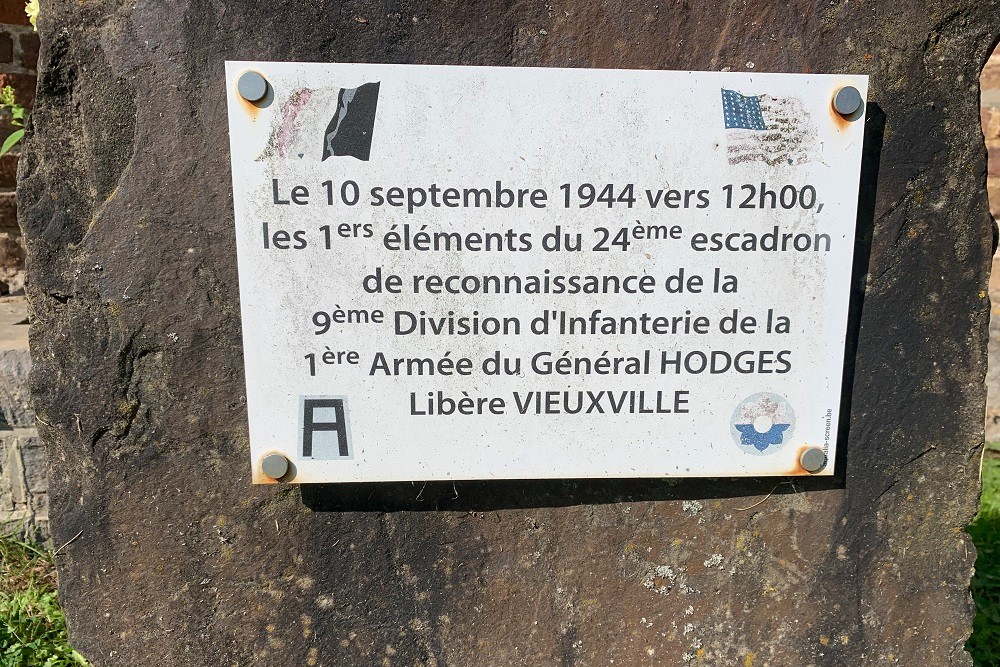 Le 10 septembre 1944 vers 12h00,
les 1ers éléments du 24ème escadron
de reconnaissance de la
9ème Division d'Infanterie de la
1ère Armée du Général HODGES
Libère VIEUXVILLE
A